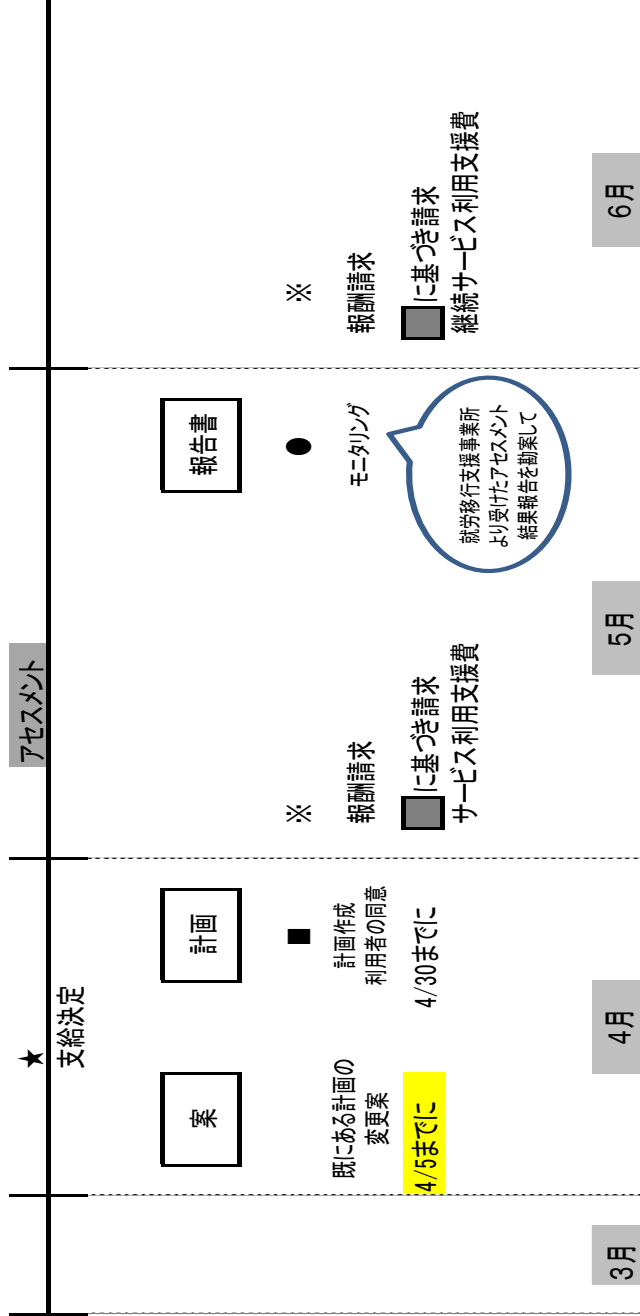 アセスメント
★
支給決定
案
計画
報告書
既にある計画の
変更案
4/5までに
計画作成
利用者の同意
4/30までに
※
報酬請求
に基づき請求
サービス利用支援費
モニタリング
就労移行支援事業所
より受けたアセスメント
結果報告を勘案して
※
報酬請求
に基づき請求
継続サービス利用支援費
3月
4月
5月
6月